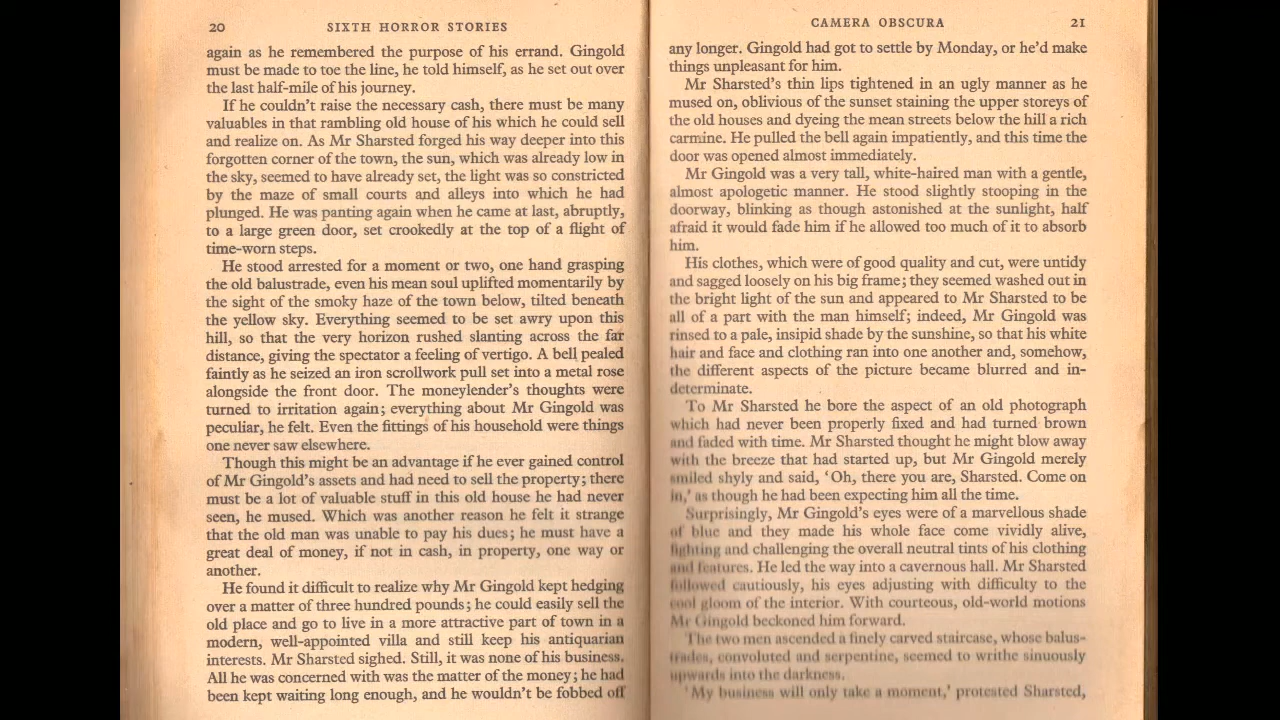 20 SIXTH HORROR STORIES
again as he remembered the purpose of his errand. Gingold
must be made to toe the line, he told himself, as he set out over
the last half-mile of his journey.
If he couldn't raise the necessary cash, there must be many
valuables in that rambling old house of his which he could sell
and realize on. As Mr Sharsted forged his way deeper into this
forgotten corner of the town, the sun, which was already low in
the sky, seemed to have already set, the light was so constricted
by the maze of small courts and alleys into which he had
plunged. He was panting again when he came at last, abruptly,
to a large green door, set crookedly at the top of a flight of
time-worn steps.
He stood arrested for a moment or two, one hand grasping
the old balustrade, even his mean soul uplifted momentarily by
the sight of the smoky haze of the town below, tilted beneath
the yellow sky. Everything seemed to be set awry upon this
hill, so that the very horizon rushed slanting across the far
distance, giving the spectator a feeling of vertigo. A bell pealed
faintly as he seized an iron scrollwork pull set into a metal rose
alongside the front door. The moneylender's thoughts were
turned to irritation again; everything about Mr Gingold was
peculiar, he felt. Even the fittings of his household were things
one never saw elsewhere.
Though this might be an advantage if he ever gained control
of Mr Gingold's assets and had need to sell the property; there
must be a lot of valuable stuff in this old house he had never
seen, he mused. Which was another reason he felt it strange
that the old man was unable to pay his dues; he must have a
great deal of money, if not in cash, in property, one way or
another.
He found it difficult to realize why Mr Gingold kept hedging
over a matter of three hundred pounds; he could easily sell the
old place and go to live in a more attractive part of town in a
modern, well-appointed villa and still keep his antiquarian
interests. Mr Sharsted sighed. Still, it was none of his business.
All he was concerned with was the matter of the money; he had
been kept waiting long enough, and he wouldn't be fobbed off
CAMERA OBSCURA 21
any longer. Gingold had got to settle by Monday, or he'd make
things unpleasant for him.
Mr Sharsted's thin lips tightened in an ugly manner as he
mused on, oblivious of the sunset staining the upper storeys of
the old houses and dyeing the mean streets below the hill a rich
carmine. He pulled the bell again impatiently, and this time the
door was opened almost immediately.
Mr Gingold was a very tall, white-haired man with a gentle,
almost apologetic manner. He stood slightly stooping in the
doorway, blinking as though astonished at the sunlight, half
afraid it would fade him if he allowed too much of it to absorb
him.
His clothes, which were of good quality and cut, were untidy
and sagged loosely on his big frame; they seemed washed out in
the bright light of the sun and appeared to Mr Sharsted to be
all of a part with the man himself; indeed, Mr Gingold was
rinsed to a pale, insipid shade by the sunshine, so that his white
hair and face and clothing ran into one another and, somehow,
the different aspects of the picture became blurred and in-
determinate.
To Mr Sharsted he bore the aspect of an old photograph
which had never been properly fixed and had turned brown
and faded with time. Mr Sharsted thought he might blow away
with the breeze that had started up, but Mr Gingold merely
smiled shyly and said, 'Oh, there you are, Sharsted. Come on
in,' as though he had been expecting him all the time.
Surprisingly, Mr Gingold's eyes were of a marvellous shade
of blue and they made his whole face come vividly alive,
fighting and challenging the overall neutral tints of his clothing
and features. He led the way into a cavernous hall. Mr Sharsted
followed cautiously, his eyes adjusting with difficulty to the
cool gloom of the interior. With courteous, old-world motions
Mr Gingold beckoned him forward.
The two men ascended a finely carved staircase, whose balus-
trades, convoluted and serpentine, seemed to writhe sinuously
upwards into the darkness.
'My business will only take a moment,' protested Sharsted,